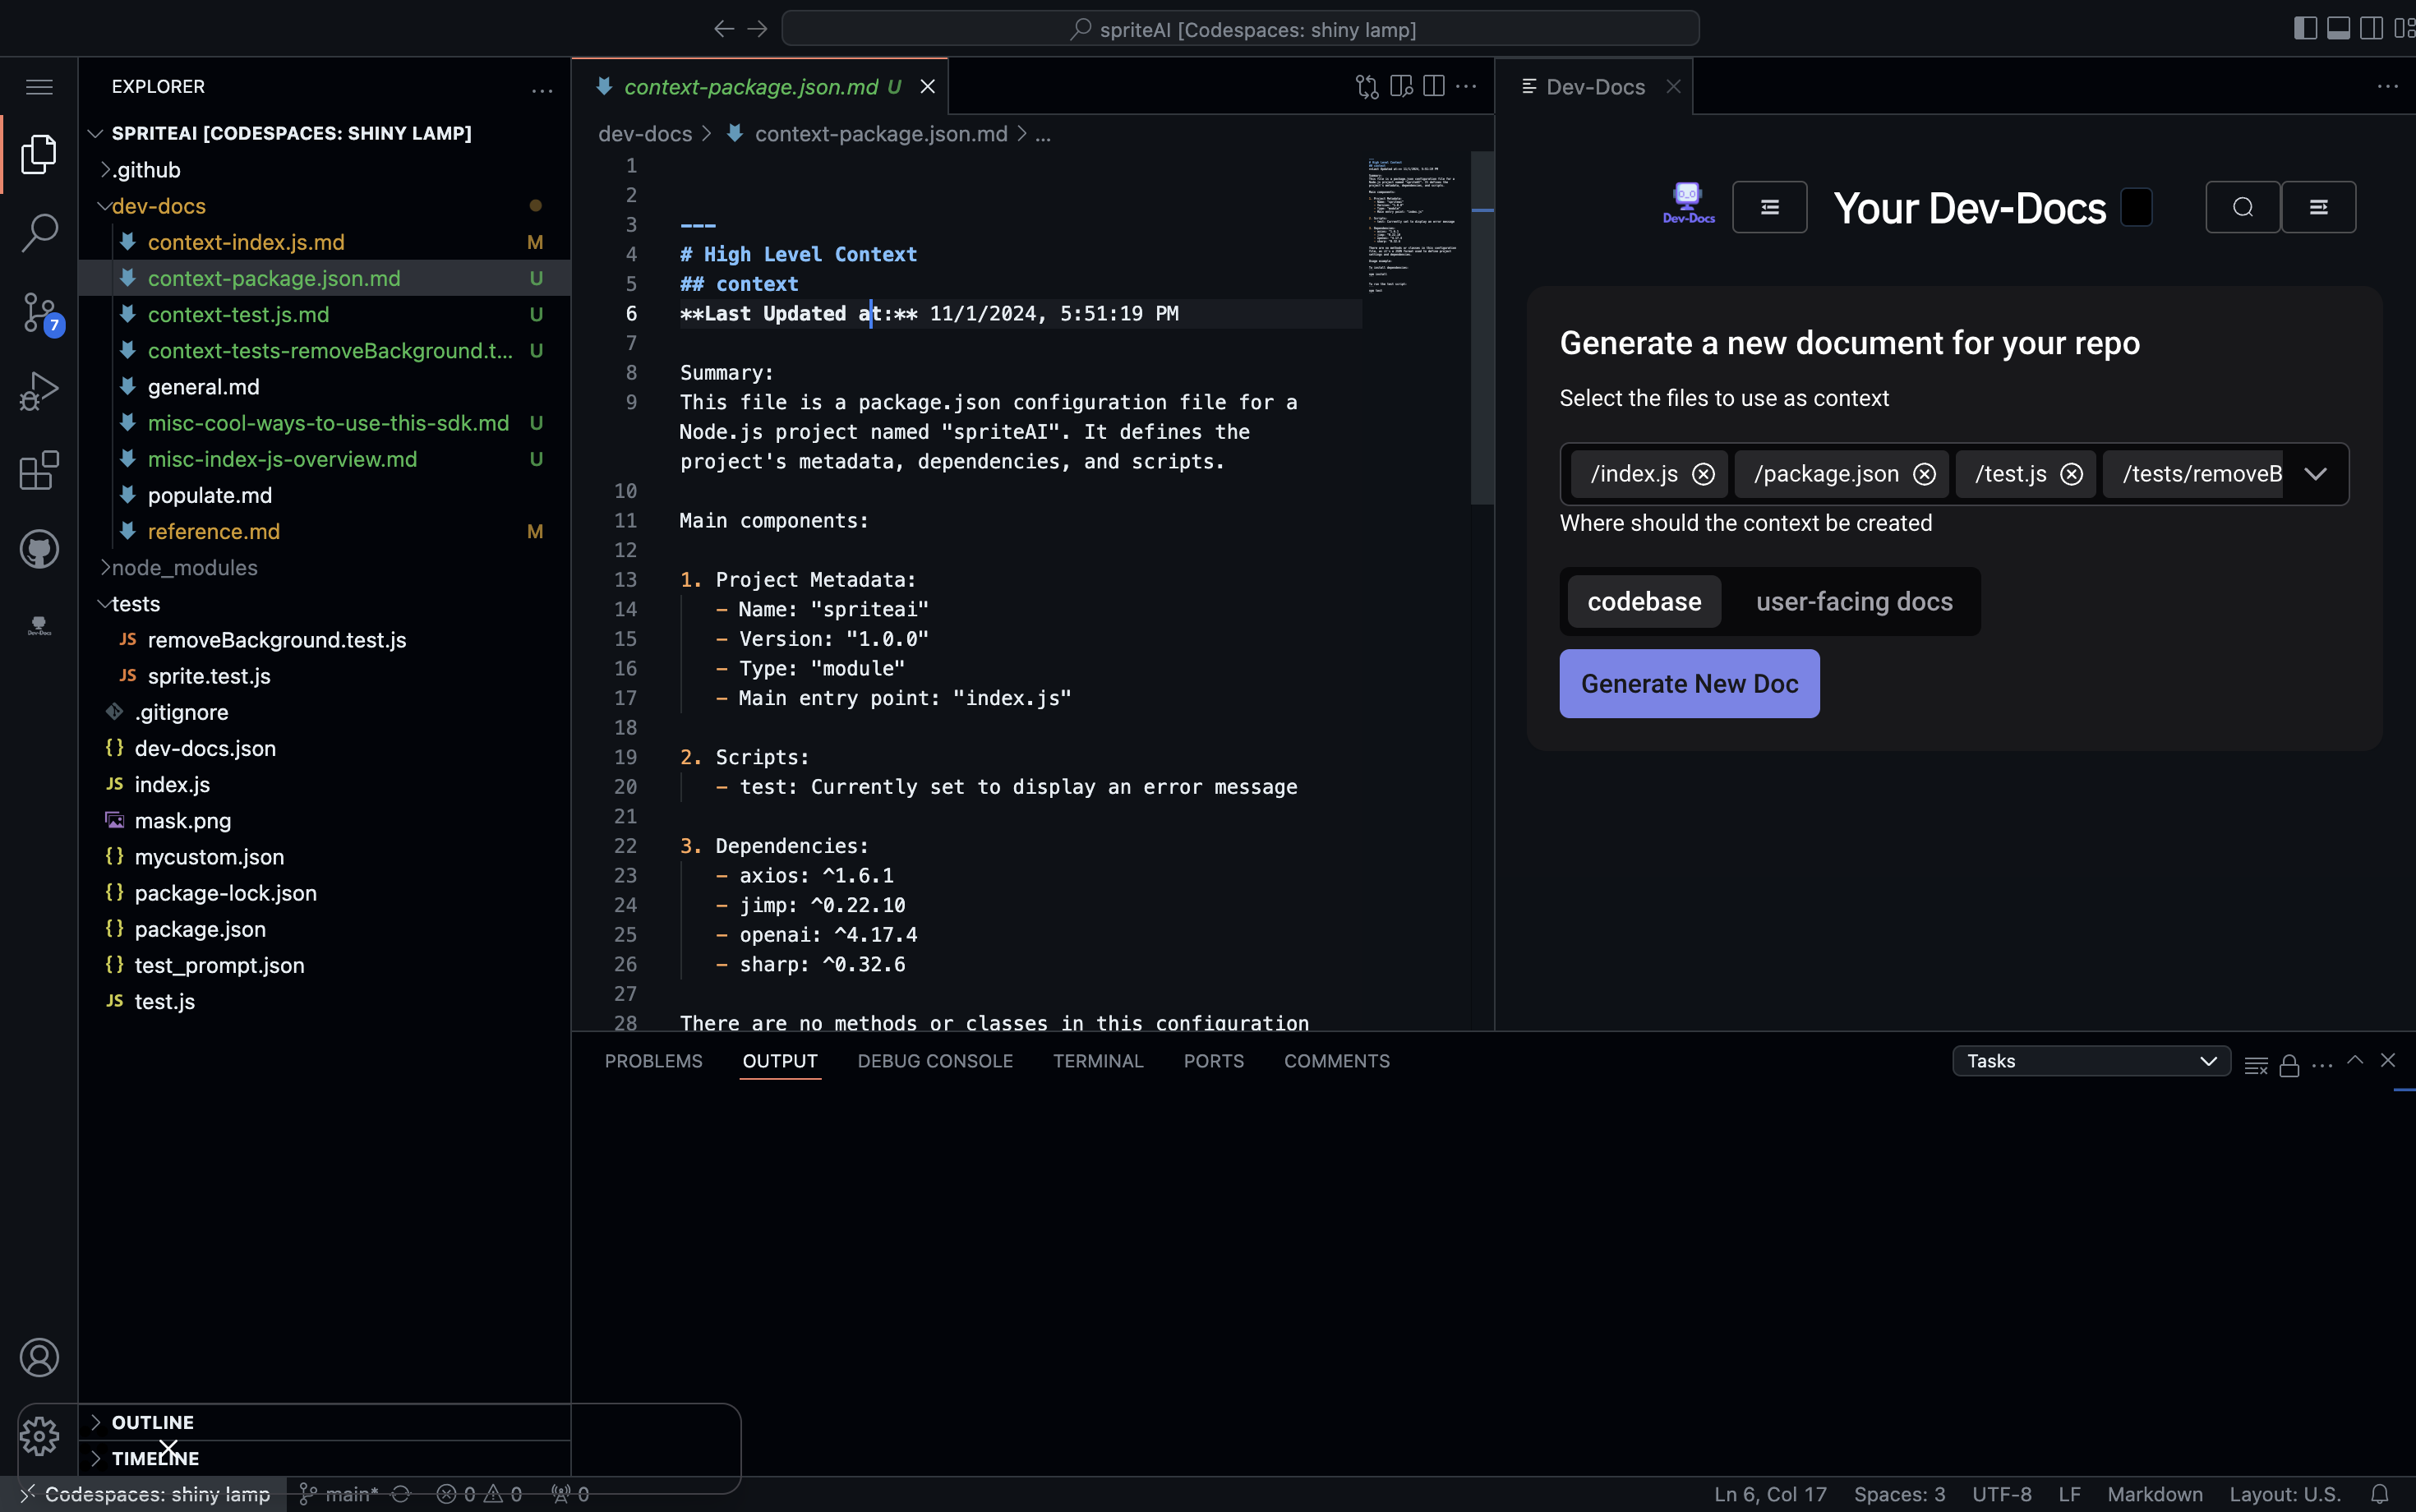 spriteAI [Codespaces: shiny lamp]
EXPLORER
SPRITEAI [CODESPACES: SHINY LAMP]
.github
dev-docs
context-index.js.md M
context-package.json.md U
context-test.js.md U
context-tests-removeBackground.t... U
general.md
misc-cool-ways-to-use-this-sdk.md U
misc-index-js-overview.md U
populate.md
reference.md M
node_modules
tests
JS removeBackground.test.js
JS sprite.test.js
.gitignore
{} dev-docs.json
JS index.js
mask.png
{} mycustom.json
{} package-lock.json
{} package.json
{} test_prompt.json
JS test.js
7
Dev-Docs
OUTLINE
TIMELINE
context-package.json.md U
dev-docs > context-package.json.md > ...
1
2
3 ---
4 # High Level Context
5 ## context
6 **Last Updated at:** 11/1/2024, 5:51:19 PM
7
8 Summary:
9 This file is a package.json configuration file for a
Node.js project named "spriteAI". It defines the
project's metadata, dependencies, and scripts.
10
11 Main components:
12
13 1. Project Metadata:
14 - Name: "spriteai"
15 - Version: "1.0.0"
16 - Type: "module"
17 - Main entry point: "index.js"
18
19 2. Scripts:
20 - test: Currently set to display an error message
21
22 3. Dependencies:
23 - axios: ^1.6.1
24 - jimp: ^0.22.10
25 - openai: ^4.17.4
26 - sharp: ^0.32.6
27
28 There are no methods or classes in this configuration
Dev-Docs
Dev-Docs
Your Dev-Docs
Generate a new document for your repo
Select the files to use as context
/index.js /package.json /test.js /tests/removeB
Where should the context be created
codebase user-facing docs
Generate New Doc
PROBLEMS OUTPUT DEBUG CONSOLE TERMINAL PORTS COMMENTS
Tasks
Codespaces: shiny lamp main* 0 0 0
Ln 6, Col 17 Spaces: 3 UTF-8 LF Markdown Layout: U.S.